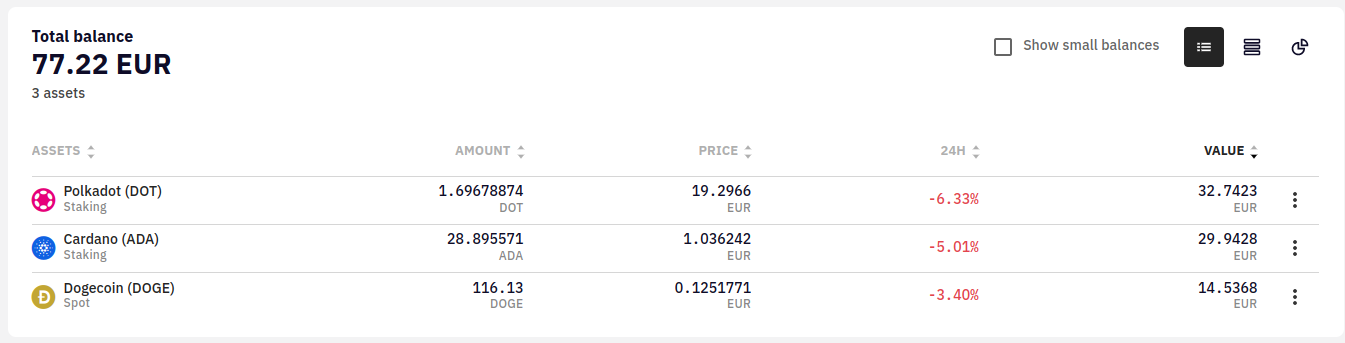 Total balance
77.22 EUR
3 assets
Show small balances
ASSETS AMOUNT PRICE 24H VALUE
Polkadot (DOT) 1.69678874 19.2966 -6.33% 32.7423
Staking DOT EUR EUR
Cardano (ADA) 28.895571 1.036242 -5.01% 29.9428
Staking ADA EUR EUR
Dogecoin (DOGE) 116.13 0.1251771 -3.40% 14.5368
Spot DOGE EUR EUR